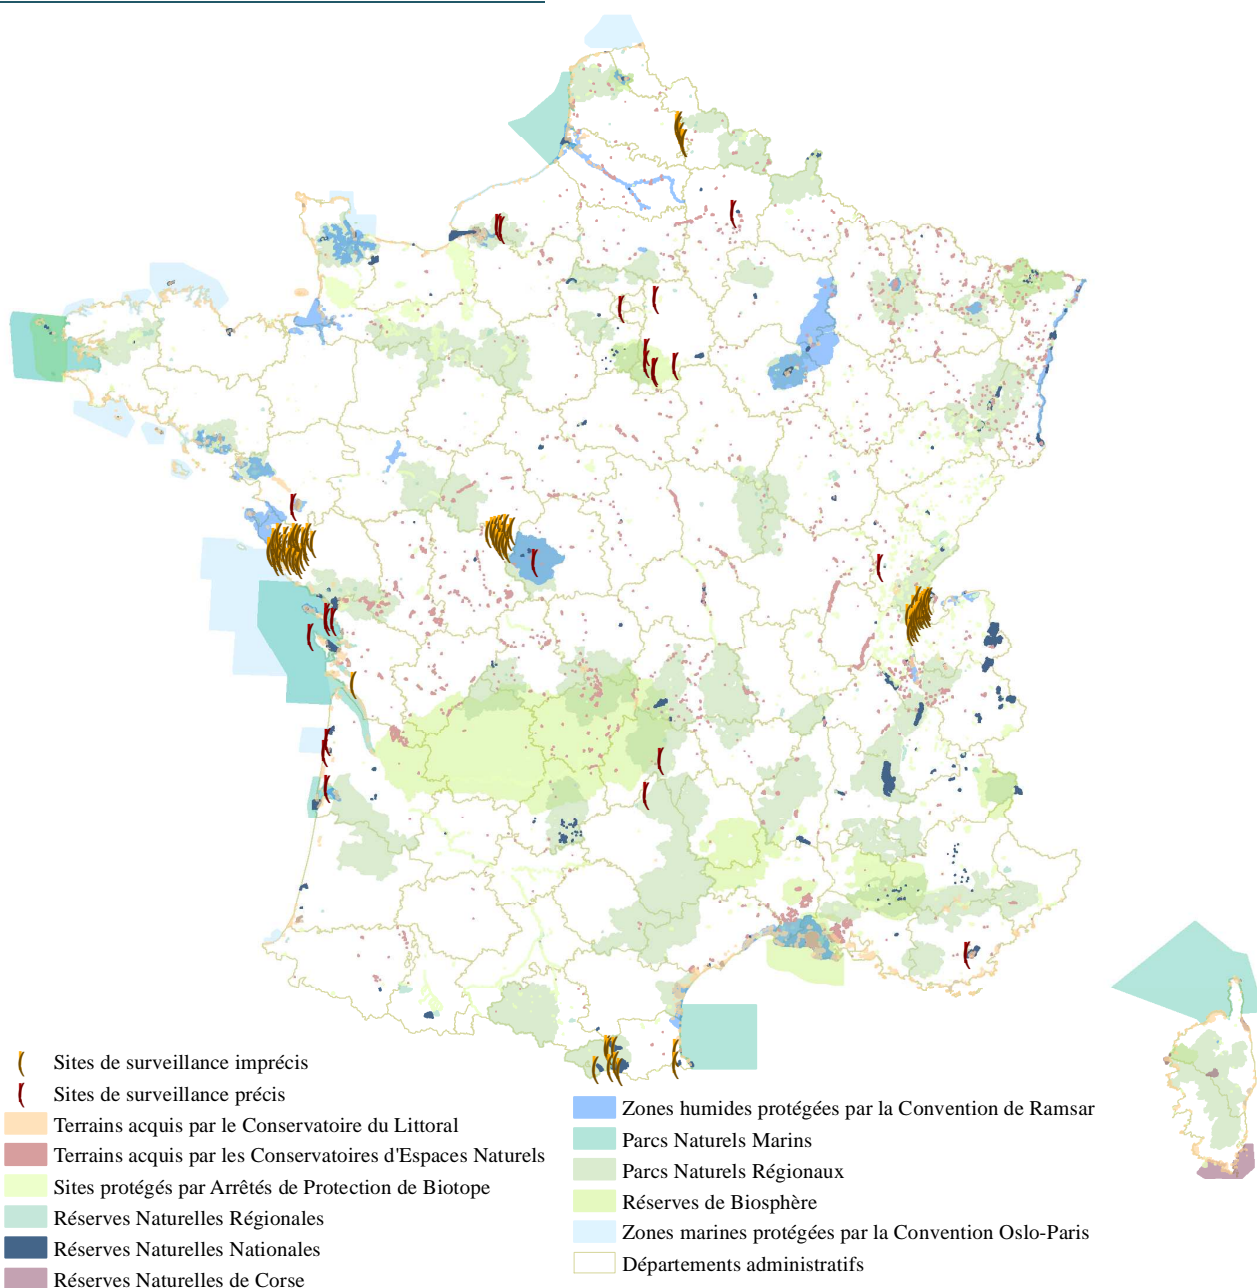 Sites de surveillance imprécis
Sites de surveillance précis
Terrains acquis par le Conservatoire du Littoral
Terrains acquis par les Conservatoires d'Espaces Naturels
Sites protégés par Arrêtés de Protection de Biotope
Réserves Naturelles Régionales
Réserves Naturelles Nationales
Réserves Naturelles de Corse
Zones humides protégées par la Convention de Ramsar
Parcs Naturels Marins
Parcs Naturels Régionaux
Réserves de Biosphère
Zones marines protégées par la Convention Oslo-Paris
Départements administratifs